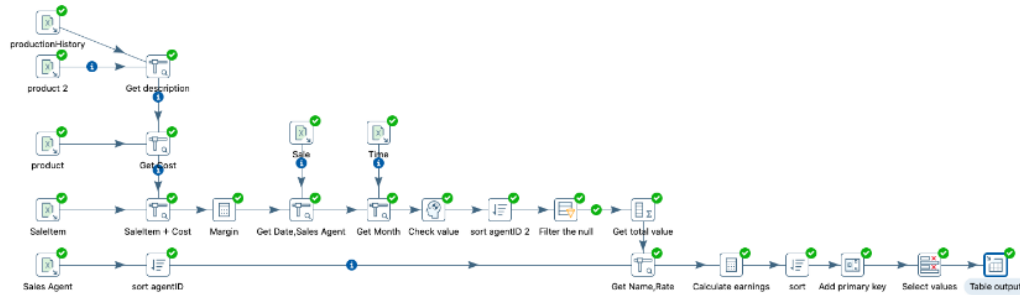 productionHistory
product 2
Get description
product
Get Cost
Sale
Time
SaleItem
SaleItem + Cost
Margin
Get Date,Sales Agent
Get Month
Check value
sort agentID 2
Filter the null
Get total value
Sales Agent
sort agentID
Get Name,Rate
Calculate earnings
sort
Add primary key
Select values
Table output